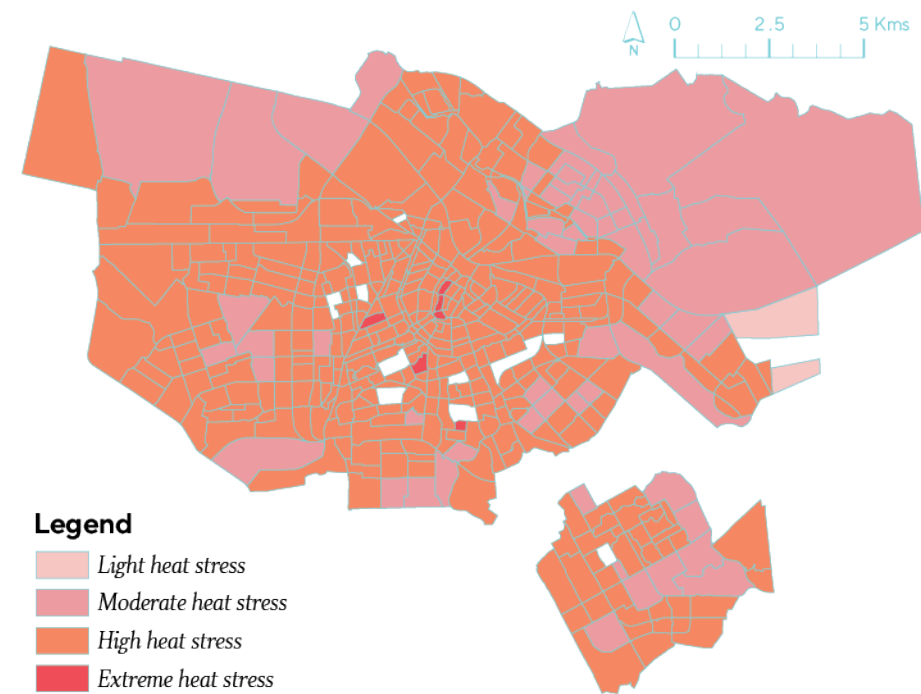 0 2.5 5 Kms
N
Legend
Light heat stress
Moderate heat stress
High heat stress
Extreme heat stress